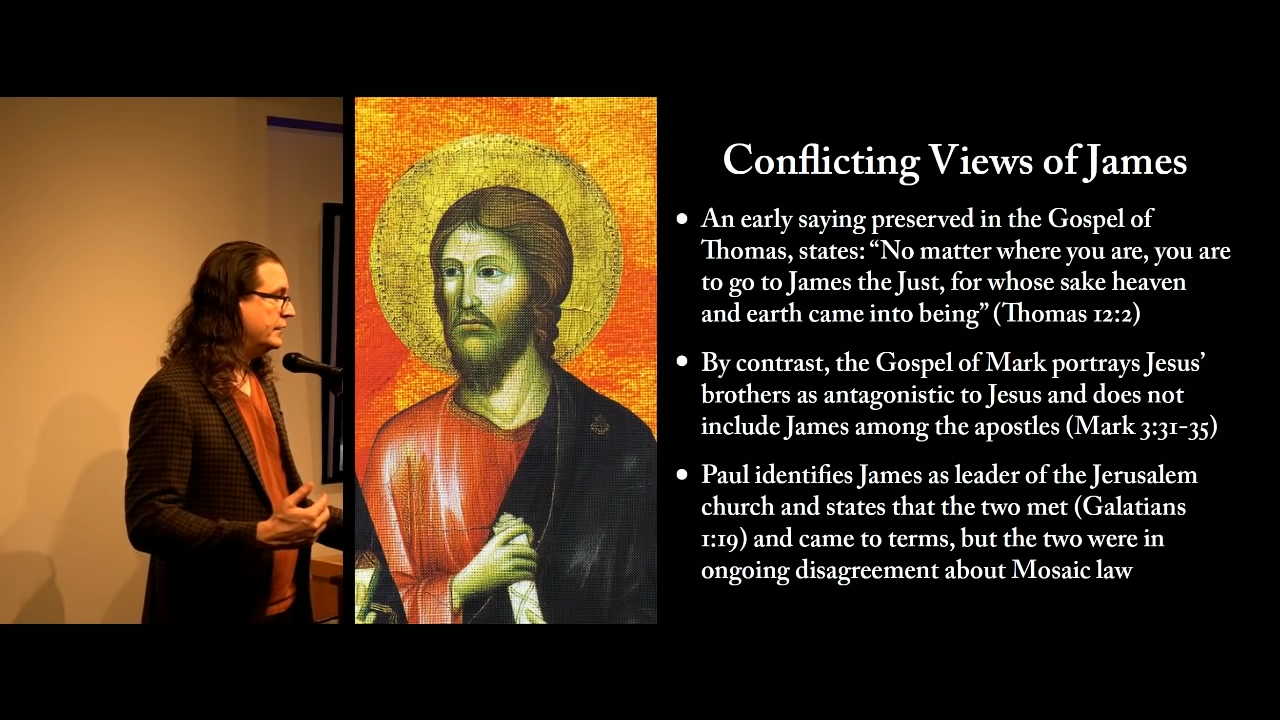 Conflicting Views of James
• An early saying preserved in the Gospel of
Thomas, states: “No matter where you are, you are
to go to James the Just, for whose sake heaven
and earth came into being” (Thomas 12:2)
• By contrast, the Gospel of Mark portrays Jesus’
brothers as antagonistic to Jesus and does not
include James among the apostles (Mark 3:31-35)
• Paul identifies James as leader of the Jerusalem
church and states that the two met (Galatians
1:19) and came to terms, but the two were in
ongoing disagreement about Mosaic law